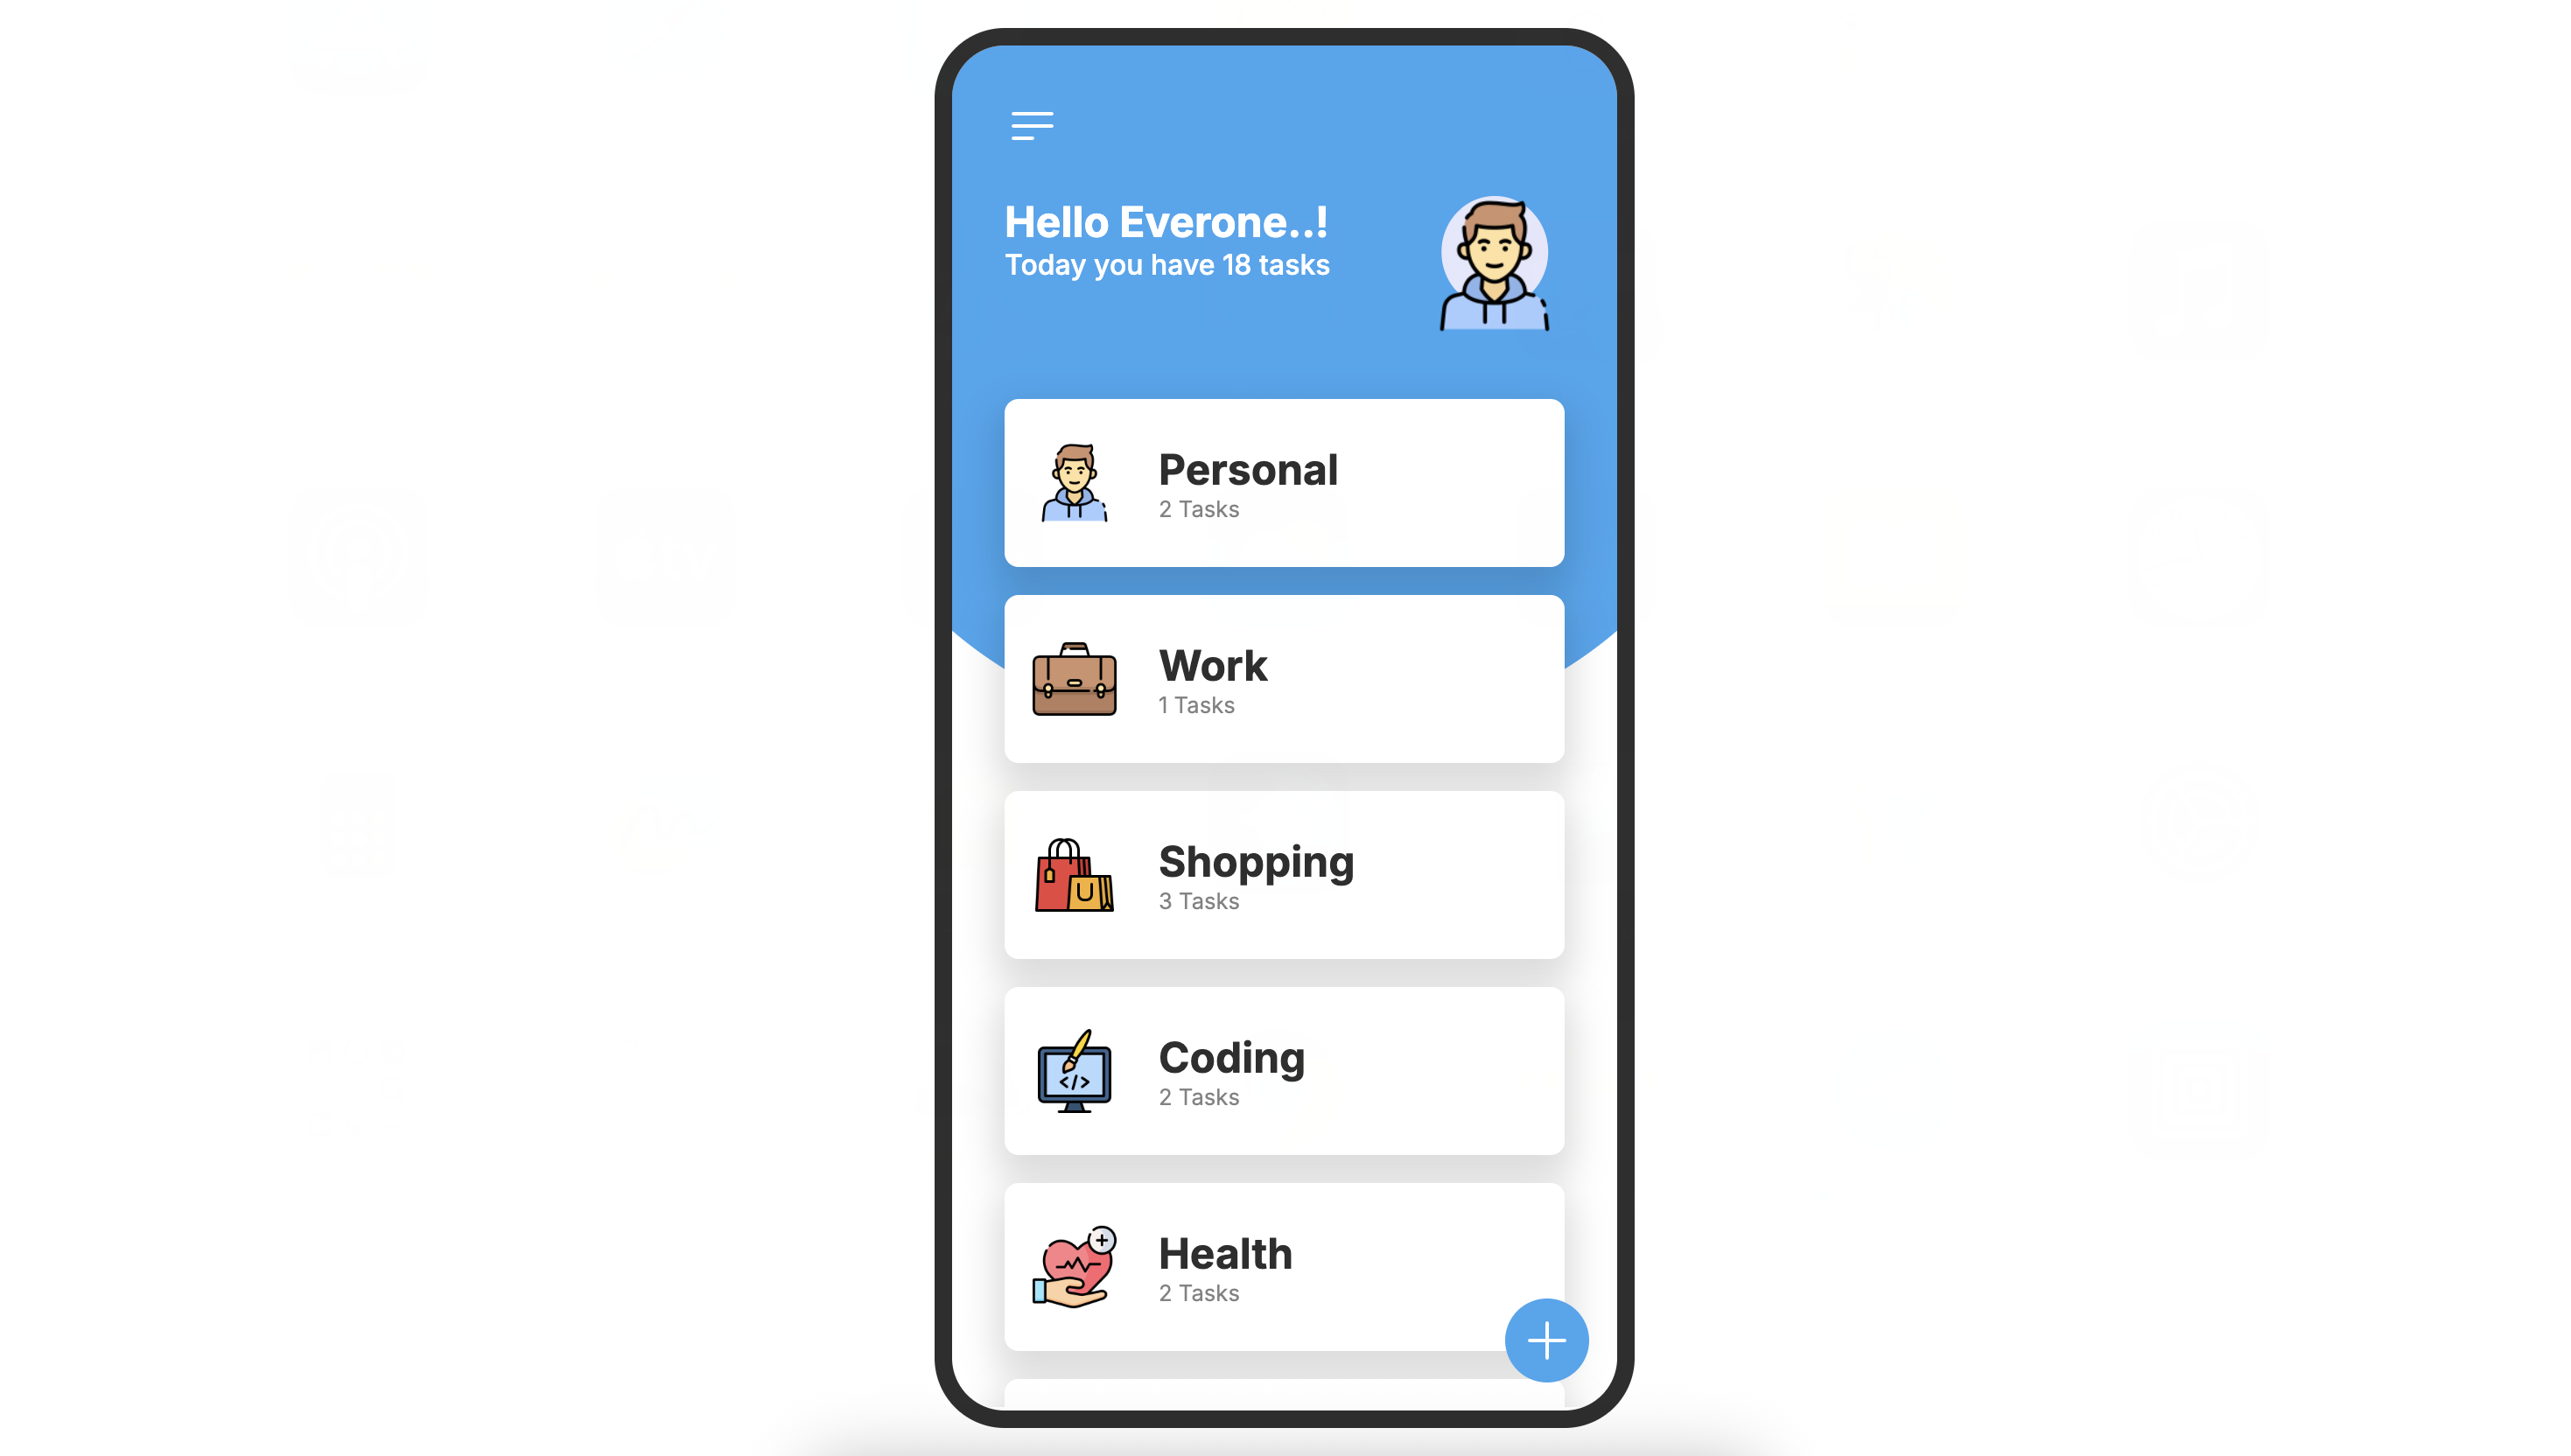 Hello Everone..!
Today you have 18 tasks
Personal
2 Tasks
Work
1 Tasks
Shopping
3 Tasks
Coding
2 Tasks
</>
Health
2 Tasks